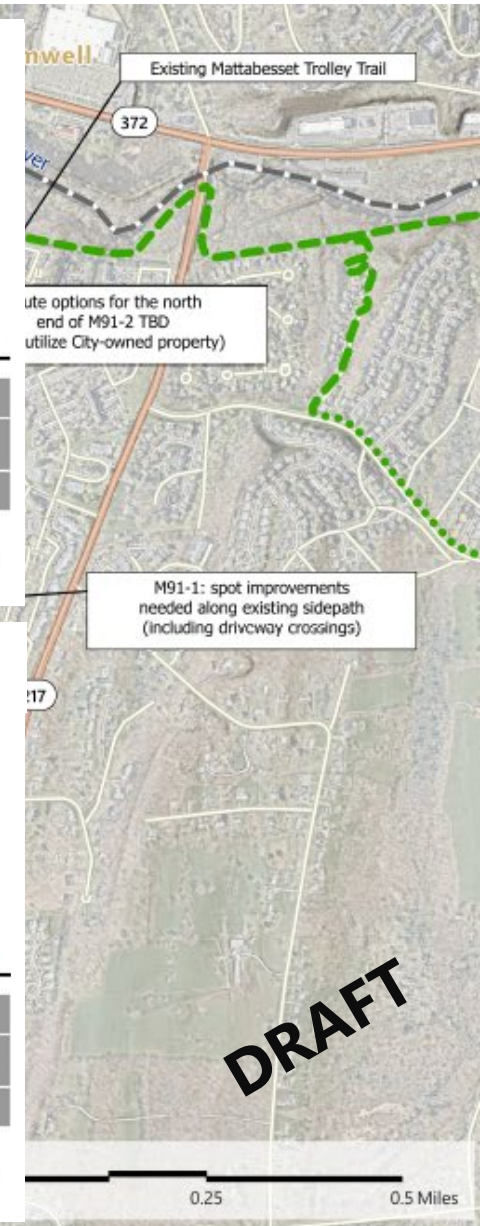 mwell
Existing Mattabesset Trolley Trail
372
ver
ute options for the north
end of M91-2 TBD
utilize City-owned property)
M91-1: spot improvements
needed along existing sidepath
(including driveway crossings)
217
DRAFT
0.25
0.5 Miles